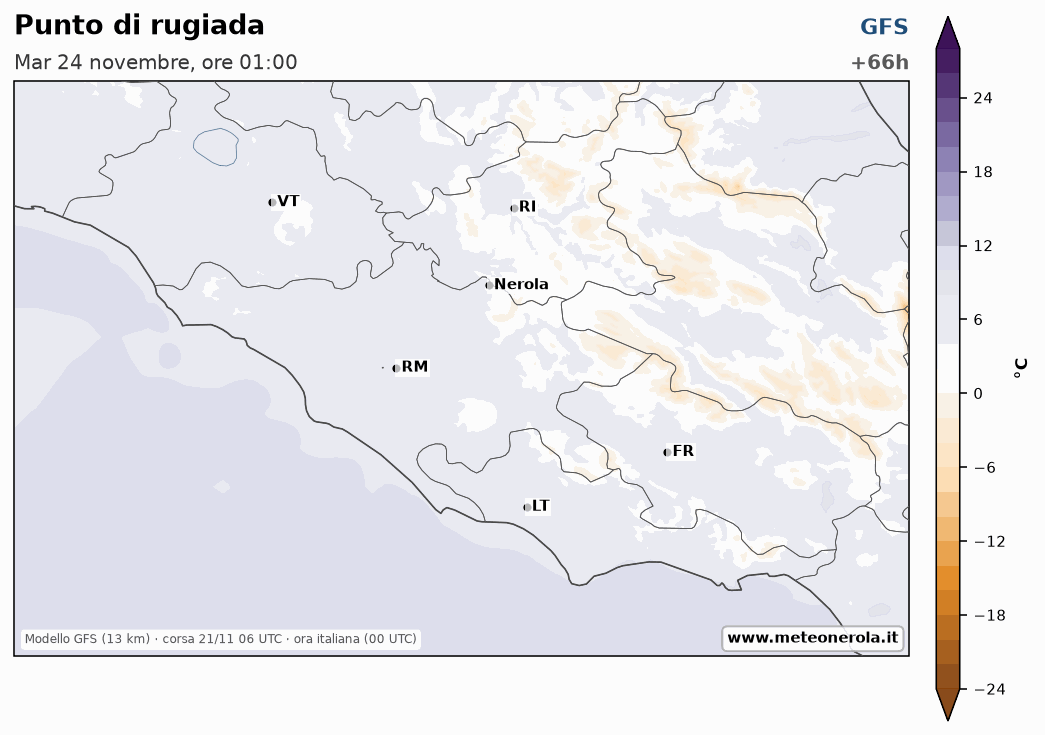 Punto di rugiada
GFS
Mar 24 novembre, ore 01:00
+66h
VT
RI
Nerola
RM
FR
LT
Modello GFS (13 km) · corsa 21/11 06 UTC · ora italiana (00 UTC)
www.meteonerola.it
24
18
12
6
0
−6
−12
−18
−24
°C